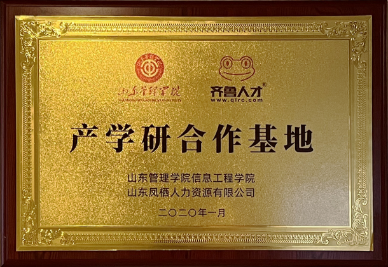 山东管理学院
齐鲁人才®
www.qlrc.com
产学研合作基地
山东管理学院信息工程学院
山东凤栖人力资源有限公司
二〇二〇年一月